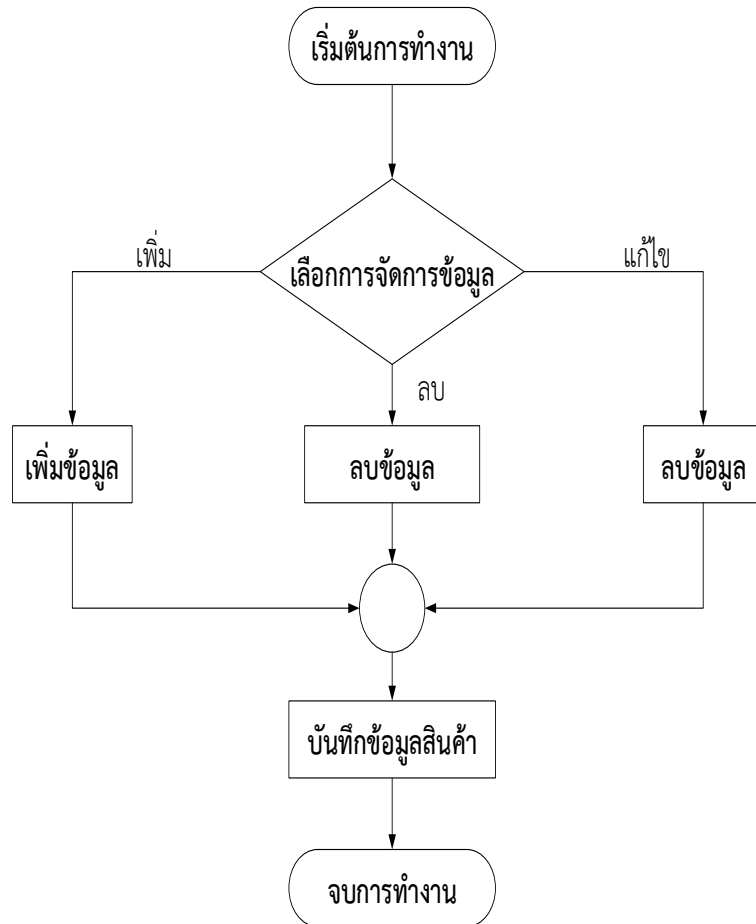 เริ่มต้นการทำงาน
เลือกการจัดการข้อมูล
เพิ่ม
แก้ไข
ลบ
เพิ่มข้อมูล
ลบข้อมูล
ลบข้อมูล
บันทึกข้อมูลสินค้า
จบการทำงาน